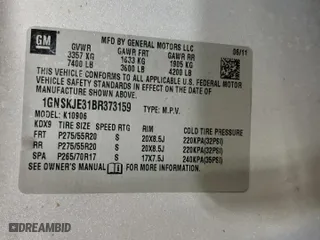 GM
MFD BY GENERAL MOTORS LLC
08/11
GVWR GAWR FRT GAWR RR
3357 KG 1633 KG 1905 KG
7400 LB 3600 LB 4200 LB
THIS VEHICLE CONFORMS TO ALL APPLICABLE U.S. FEDERAL MOTOR
VEHICLE SAFETY STANDARDS IN EFFECT ON THE DATE OF
MANUFACTURE SHOWN ABOVE.
1GNSKJE31BR373159 TYPE: M.P.V.
MODEL: K10906
KDX9 TIRE SIZE SPEED RTG RIM COLD TIRE PRESSURE
FRT P275/55R20 S 20X8.5J 220KPA(32PSI)
RR P275/55R20 S 20X8.5J 220KPA(32PSI)
SPA P265/70R17 S 17X7.5J 240KPA(35PSI)
SEE OWNER'S MANUAL FOR ADDITIONAL INFORMATION.
DREAMBID.COM